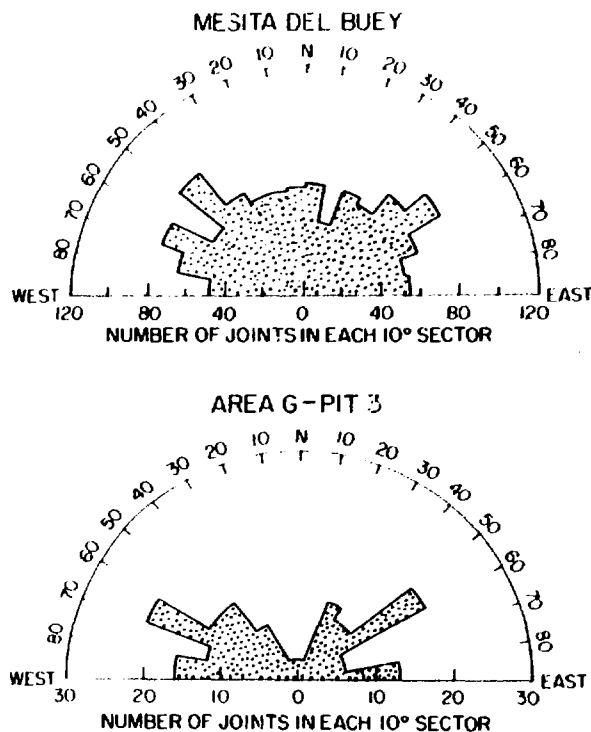 MESITA DEL BUEY
80 70 60 50 40 30 20 10 N 10 20 30 40 50 60 70 80
WEST EAST
120 80 40 0 40 80 120
NUMBER OF JOINTS IN EACH 10° SECTOR
AREA G-PIT 3
80 70 60 50 40 30 20 10 N 10 20 30 40 50 60 70 80
WEST EAST
30 20 10 0 10 20 30
NUMBER OF JOINTS IN EACH 10° SECTOR